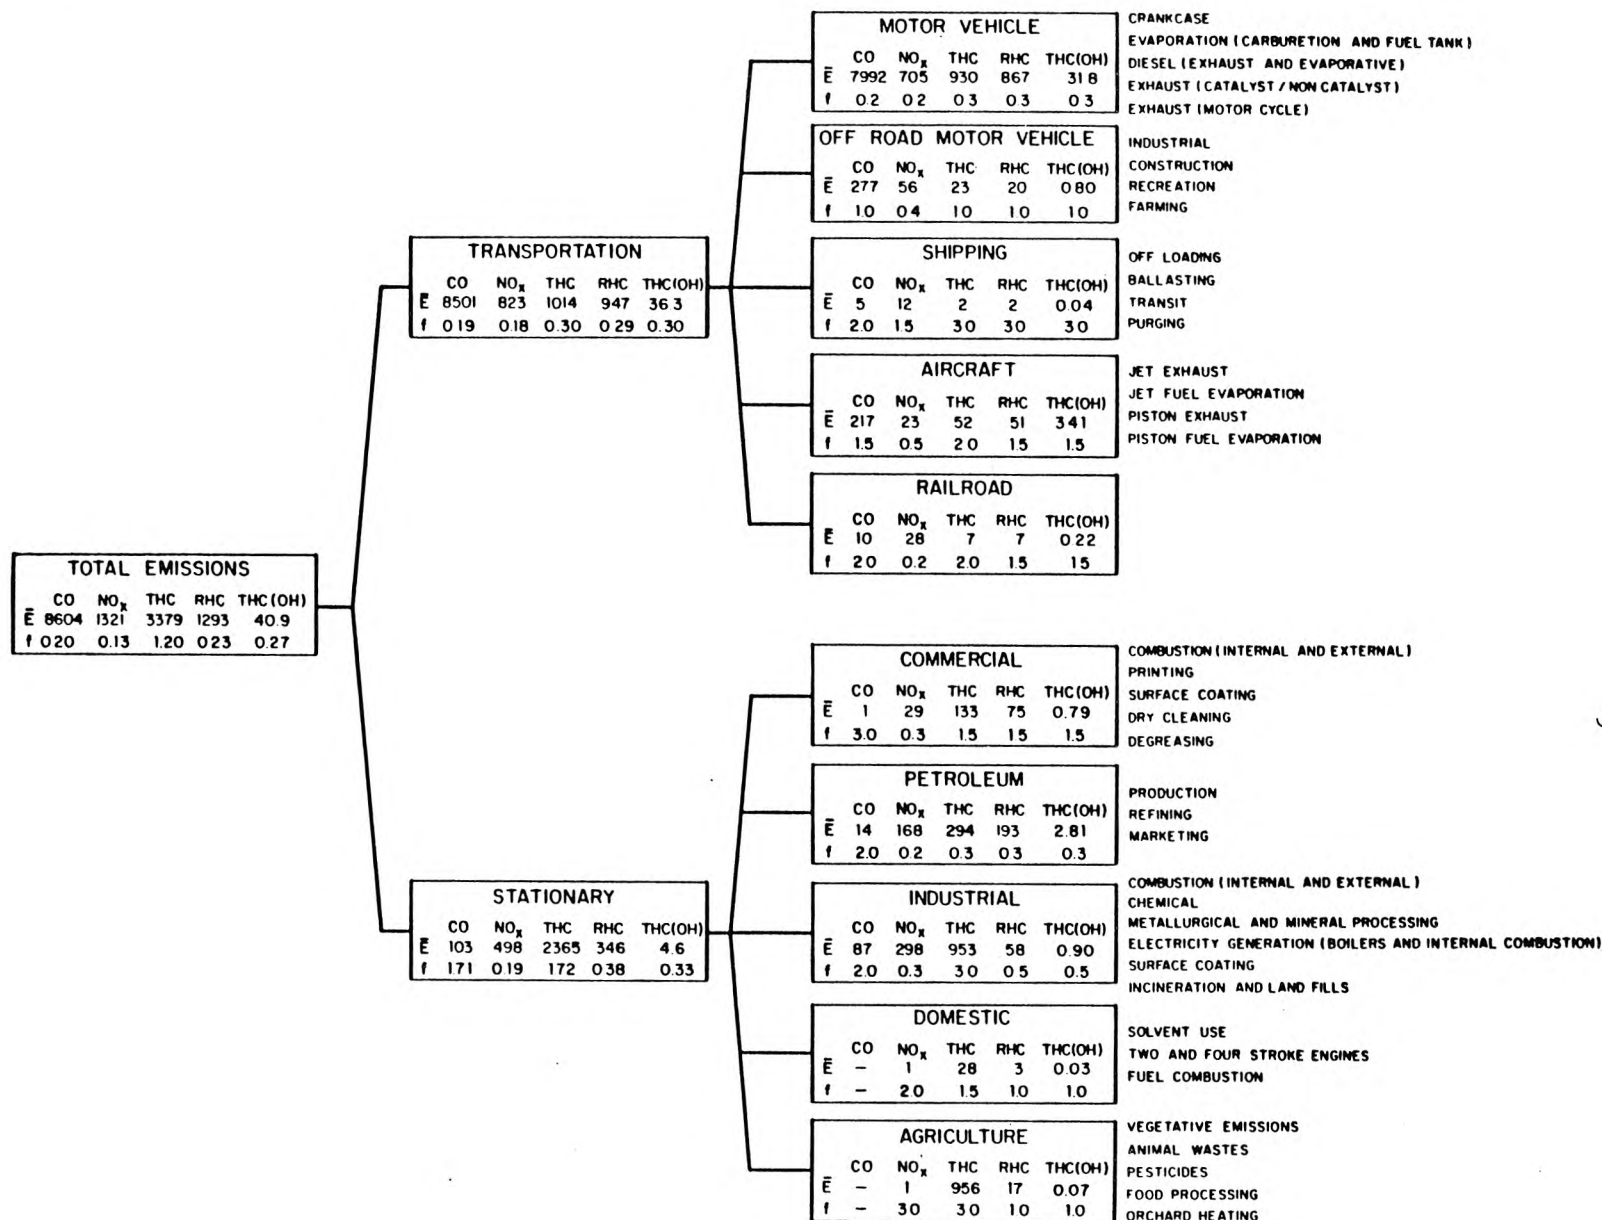 MOTOR VEHICLE
CO NOx THC RHC THC(OH)
Ē 7992 705 930 867 31 8
f 0.2 0 2 0 3 0.3 0 3
CRANKCASE
EVAPORATION (CARBURETION AND FUEL TANK)
DIESEL (EXHAUST AND EVAPORATIVE)
EXHAUST (CATALYST / NON CATALYST)
EXHAUST (MOTOR CYCLE)
OFF ROAD MOTOR VEHICLE
CO NOx THC RHC THC(OH)
Ē 277 56 23 20 0 80
f 1.0 0.4 1 0 1 0 1 0
INDUSTRIAL
CONSTRUCTION
RECREATION
FARMING
TRANSPORTATION
CO NOx THC RHC THC(OH)
Ē 8501 823 1014 947 36.3
f 0 19 0.18 0.30 0 29 0.30
SHIPPING
CO NOx THC RHC THC(OH)
Ē 5 12 2 2 0.04
f 2.0 1.5 3 0 3 0 3 0
OFF LOADING
BALLASTING
TRANSIT
PURGING
AIRCRAFT
CO NOx THC RHC THC(OH)
Ē 217 23 52 51 3 41
f 1.5 0.5 2 0 1.5 1.5
JET EXHAUST
JET FUEL EVAPORATION
PISTON EXHAUST
PISTON FUEL EVAPORATION
RAILROAD
CO NOx THC RHC THC(OH)
Ē 10 28 7 7 0 22
f 2 0 0.2 2.0 1.5 1 5
TOTAL EMISSIONS
CO NOx THC RHC THC(OH)
Ē 8604 1321 3379 1293 40.9
f 0 20 0.13 1.20 0 23 0.27
COMMERCIAL
CO NOx THC RHC THC(OH)
Ē 1 29 133 75 0.79
f 3.0 0.3 1.5 1 5 1.5
COMBUSTION (INTERNAL AND EXTERNAL)
PRINTING
SURFACE COATING
DRY CLEANING
DEGREASING
PETROLEUM
CO NOx THC RHC THC(OH)
Ē 14 168 294 193 2.81
f 2.0 0.2 0.3 0 3 0.3
PRODUCTION
REFINING
MARKETING
STATIONARY
CO NOx THC RHC THC(OH)
Ē 103 498 2365 346 4.6
f 1 71 0.19 1 72 0 38 0.33
INDUSTRIAL
CO NOx THC RHC THC(OH)
Ē 87 298 953 58 0.90
f 2.0 0.3 3 0 0 5 0.5
COMBUSTION (INTERNAL AND EXTERNAL)
CHEMICAL
METALLURGICAL AND MINERAL PROCESSING
ELECTRICITY GENERATION (BOILERS AND INTERNAL COMBUSTION)
SURFACE COATING
INCINERATION AND LAND FILLS
DOMESTIC
CO NOx THC RHC THC(OH)
Ē – 1 28 3 0.03
f – 2.0 1.5 1.0 1.0
SOLVENT USE
TWO AND FOUR STROKE ENGINES
FUEL COMBUSTION
AGRICULTURE
CO NOx THC RHC THC(OH)
Ē – 1 956 17 0.07
f – 3 0 3 0 1 0 1.0
VEGETATIVE EMISSIONS
ANIMAL WASTES
PESTICIDES
FOOD PROCESSING
ORCHARD HEATING